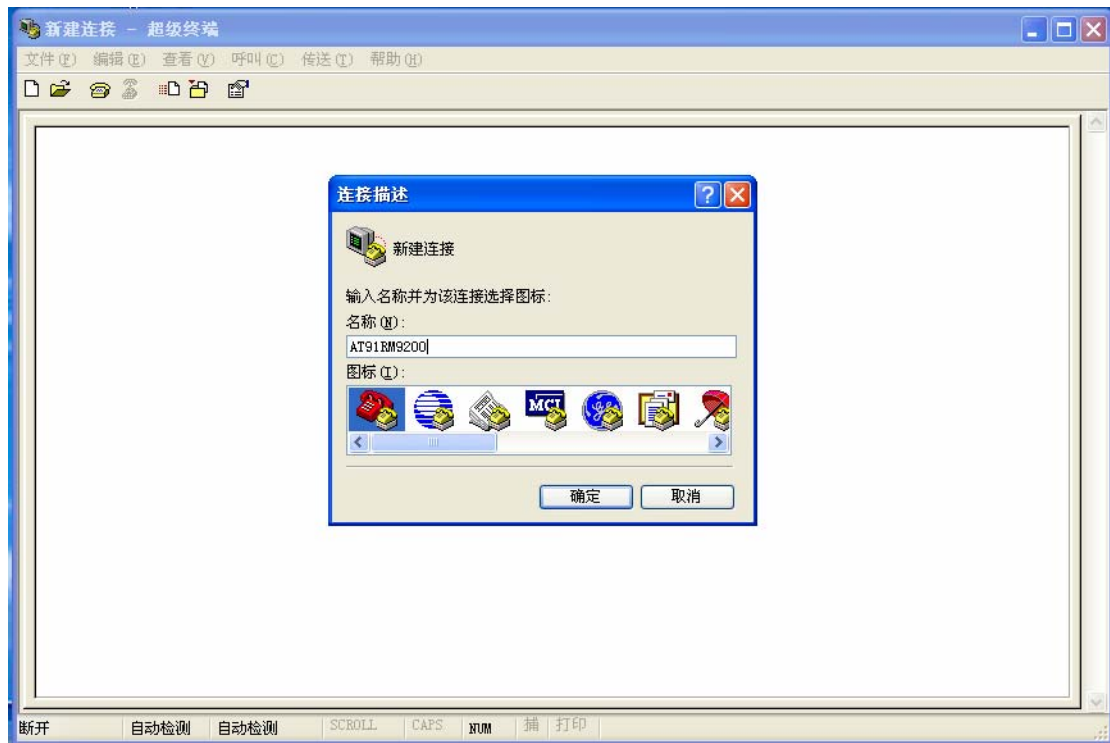 新建连接 - 超级终端
文件(F) 编辑(E) 查看(V) 呼叫(C) 传送(T) 帮助(H)
连接描述
新建连接
输入名称并为该连接选择图标:
名称(N):
AT91RM9200
图标(I):
MCI
确定 取消
断开 自动检测 自动检测 SCROLL CAPS NUM 捕 打印